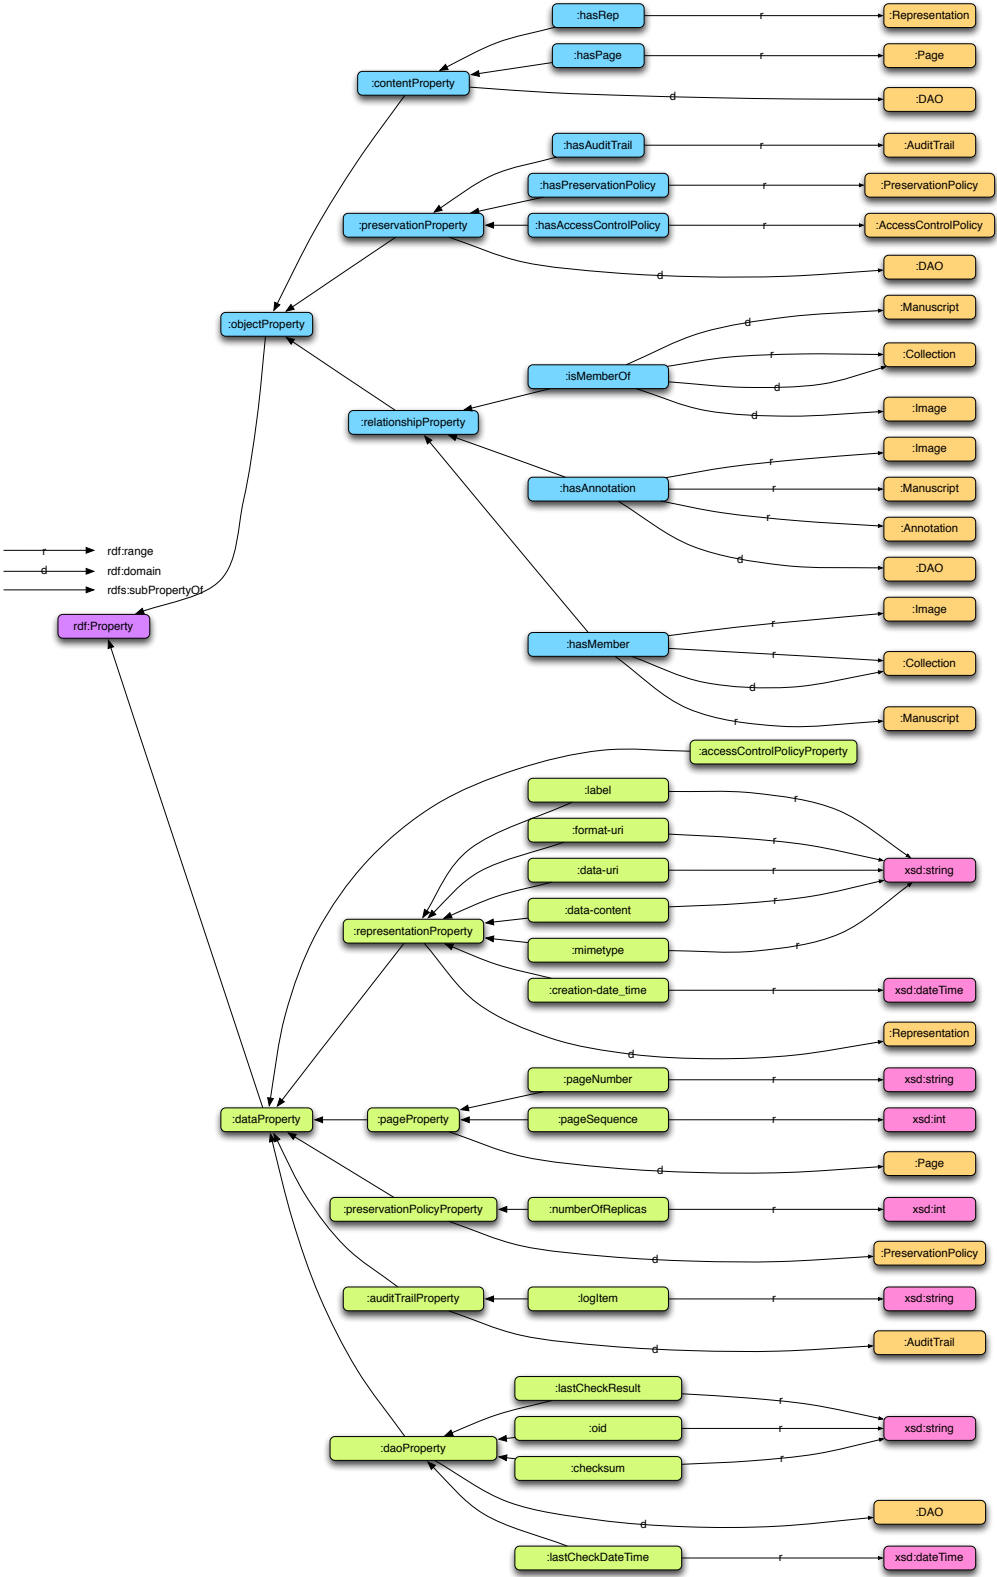 :hasRep
r
:Representation
:hasPage
r
:Page
:contentProperty
d
:DAO
:hasAuditTrail
r
:AuditTrail
:hasPreservationPolicy
r
:PreservationPolicy
:preservationProperty
:hasAccessControlPolicy
r
:AccessControlPolicy
d
:DAO
:objectProperty
d
:Manuscript
r
:Collection
:isMemberOf
d
d
:Image
:relationshipProperty
r
:Image
:hasAnnotation
r
:Manuscript
r
:Annotation
d
:DAO
r
rdf:range
d
rdf:domain
rdfs:subPropertyOf
rdf:Property
r
:Image
:hasMember
r
:Collection
d
r
:Manuscript
:accessControlPolicyProperty
:label
r
:format-uri
r
:data-uri
r
xsd:string
:data-content
r
:representationProperty
:mimetype
r
:creation-date_time
r
xsd:dateTime
d
:Representation
:pageNumber
r
xsd:string
:dataProperty
:pageProperty
:pageSequence
r
xsd:int
d
:Page
:preservationPolicyProperty
:numberOfReplicas
r
xsd:int
d
:PreservationPolicy
:auditTrailProperty
:logItem
r
xsd:string
d
:AuditTrail
:lastCheckResult
r
:oid
r
xsd:string
:daoProperty
:checksum
r
d
:DAO
:lastCheckDateTime
r
xsd:dateTime